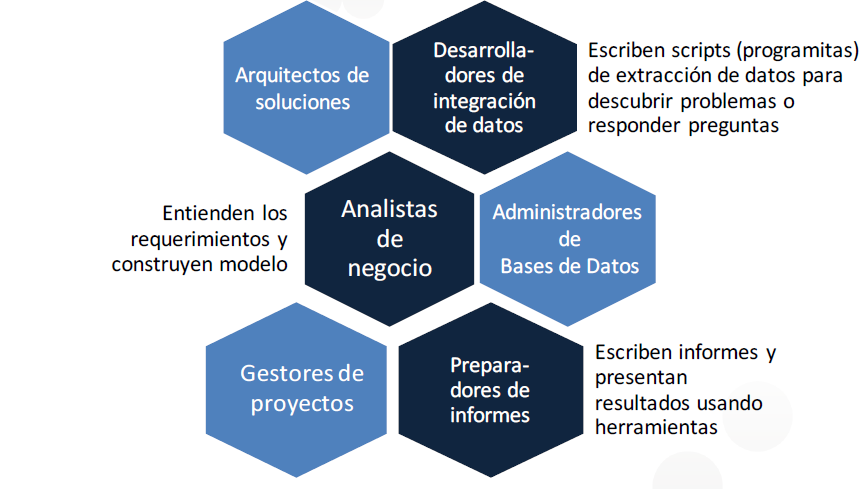 Arquitectos de
soluciones
Desarrolla-
dores de
integración
de datos
Escriben scripts (programitas)
de extracción de datos para
descubrir problemas o
responder preguntas
Entienden los
requerimientos y
construyen modelo
Analistas
de
negocio
Administradores
de
Bases de Datos
Gestores de
proyectos
Prepara-
dores de
informes
Escriben informes y
presentan
resultados usando
herramientas